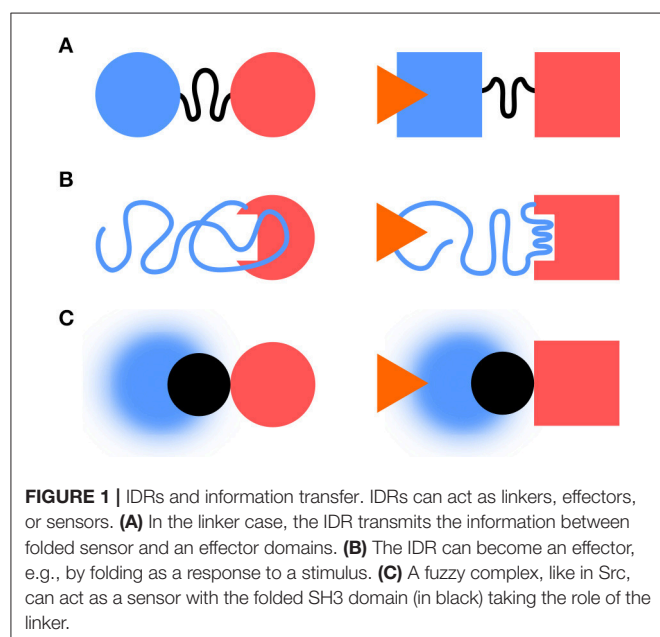 A
B
C
FIGURE 1 | IDRs and information transfer. IDRs can act as linkers, effectors,
or sensors. (A) In the linker case, the IDR transmits the information between
folded sensor and an effector domains. (B) The IDR can become an effector,
e.g., by folding as a response to a stimulus. (C) A fuzzy complex, like in Src,
can act as a sensor with the folded SH3 domain (in black) taking the role of the
linker.